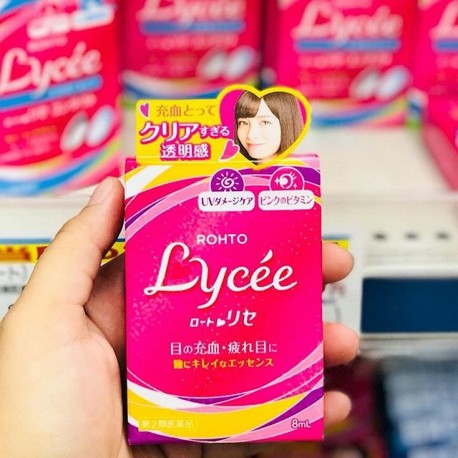 ROHTO
Lycée
充血とって
クリアすぎる
透明感
UVダメージケア
ピンクのビタミン
ROHTO
Lycée
ロート リセ
目の充血・疲れ目に
瞳にキレイなエッセンス
第2類医薬品
8mL